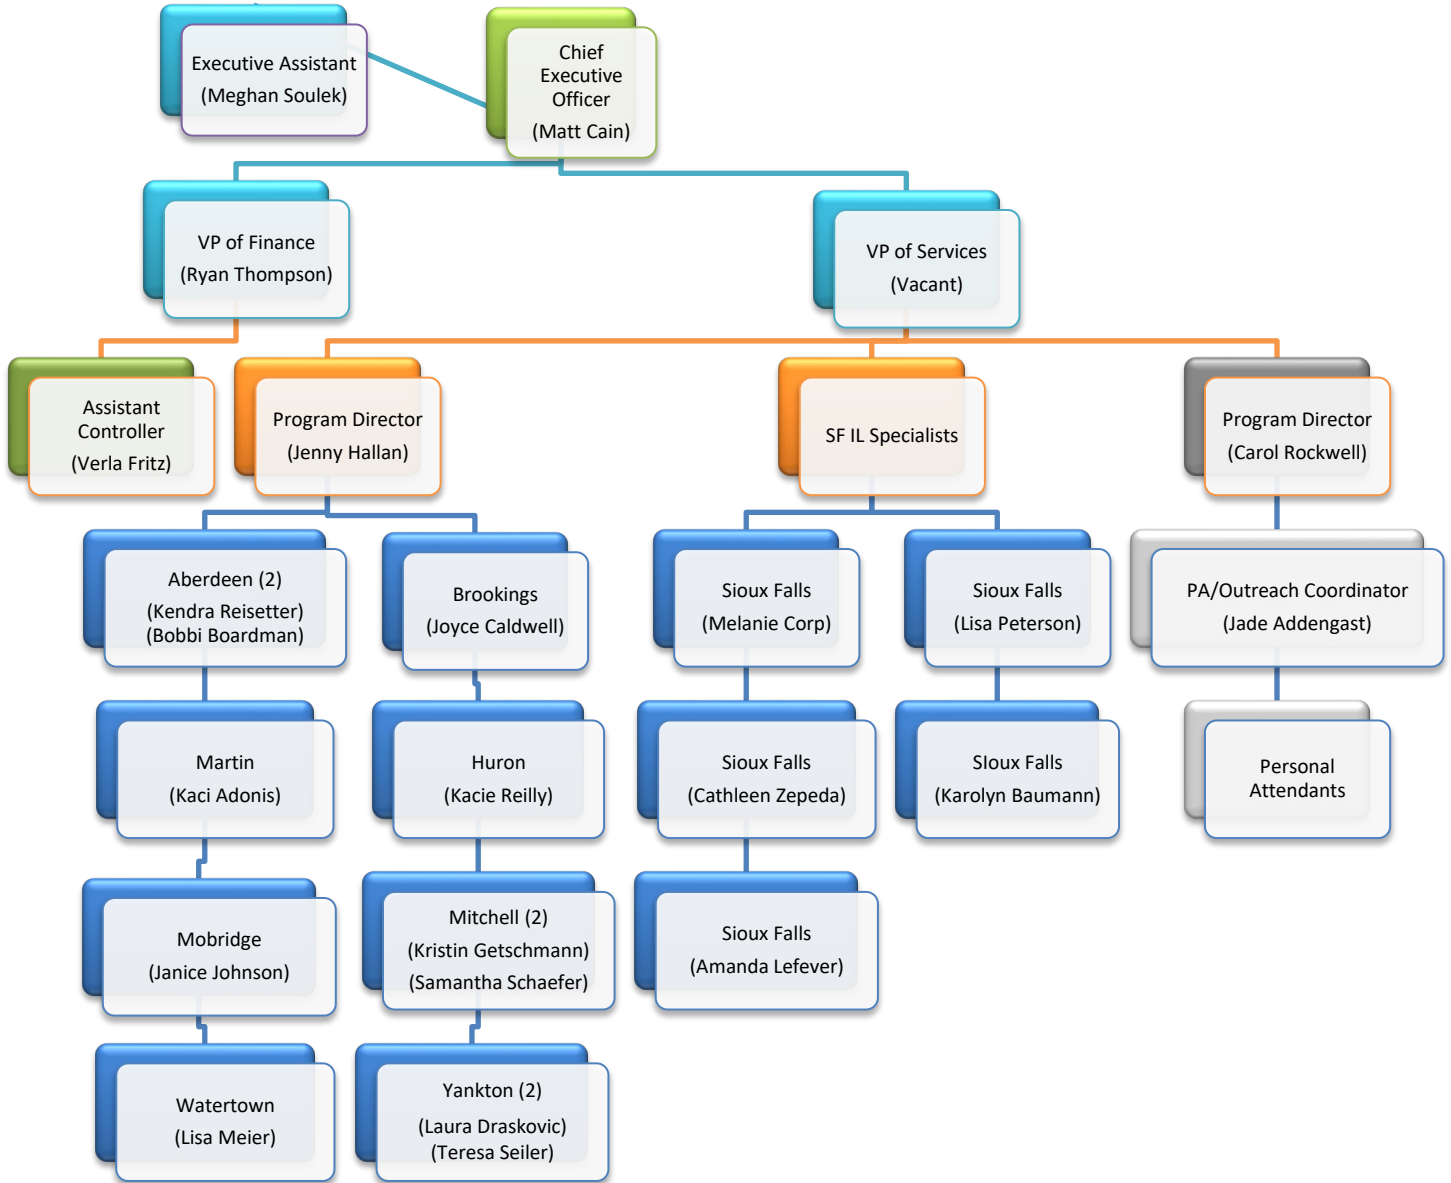 Executive Assistant
(Meghan Soulek)
Chief
Executive
Officer
(Matt Cain)
VP of Finance
(Ryan Thompson)
VP of Services
(Vacant)
Assistant
Controller
(Verla Fritz)
Program Director
(Jenny Hallan)
SF IL Specialists
Program Director
(Carol Rockwell)
Aberdeen (2)
(Kendra Reisetter)
(Bobbi Boardman)
Brookings
(Joyce Caldwell)
Sioux Falls
(Melanie Corp)
Sioux Falls
(Lisa Peterson)
PA/Outreach Coordinator
(Jade Addengast)
Martin
(Kaci Adonis)
Huron
(Kacie Reilly)
Sioux Falls
(Cathleen Zepeda)
SIoux Falls
(Karolyn Baumann)
Personal
Attendants
Mobridge
(Janice Johnson)
Mitchell (2)
(Kristin Getschmann)
(Samantha Schaefer)
Sioux Falls
(Amanda Lefever)
Watertown
(Lisa Meier)
Yankton (2)
(Laura Draskovic)
(Teresa Seiler)